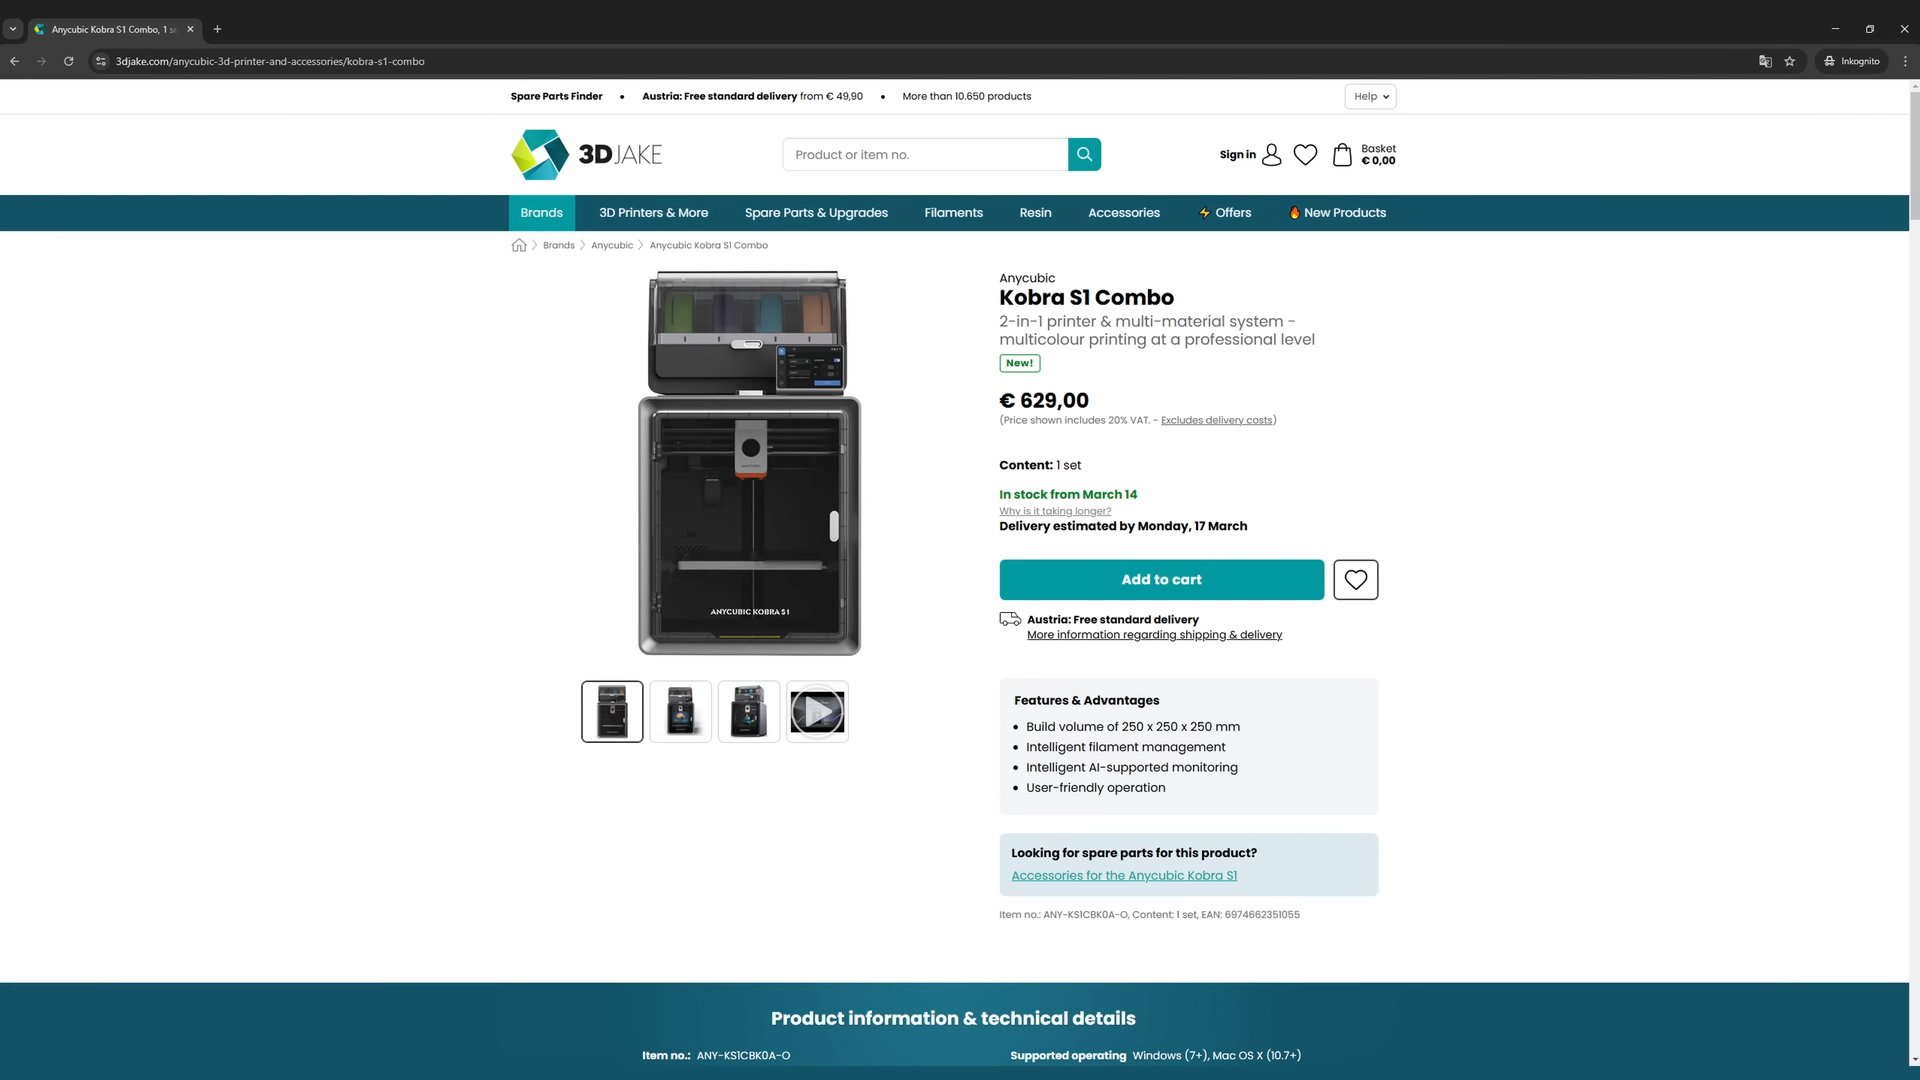 Anycubic Kobra S1 Combo, 1 se
3djake.com/anycubic-3d-printer-and-accessories/kobra-s1-combo
Inkognito
Spare Parts Finder • Austria: Free standard delivery from € 49,90 • More than 10.650 products
Help
3DJAKE
Product or item no.
Sign in
Basket
€ 0,00
Brands
3D Printers & More
Spare Parts & Upgrades
Filaments
Resin
Accessories
Offers
New Products
Brands
Anycubic
Anycubic Kobra S1 Combo
Anycubic
Kobra S1 Combo
2-in-1 printer & multi-material system -
multicolour printing at a professional level
New!
€ 629,00
(Price shown includes 20% VAT. - Excludes delivery costs)
Content: 1 set
In stock from March 14
Why is it taking longer?
Delivery estimated by Monday, 17 March
Add to cart
ANYCUBIC KOBRA S1
Austria: Free standard delivery
More information regarding shipping & delivery
Features & Advantages
• Build volume of 250 x 250 x 250 mm
• Intelligent filament management
• Intelligent AI-supported monitoring
• User-friendly operation
Looking for spare parts for this product?
Accessories for the Anycubic Kobra S1
Item no.: ANY-KS1CBK0A-O, Content: 1 set, EAN: 6974662351055
Product information & technical details
Item no.: ANY-KS1CBK0A-O
Supported operating Windows (7+), Mac OS X (10.7+)